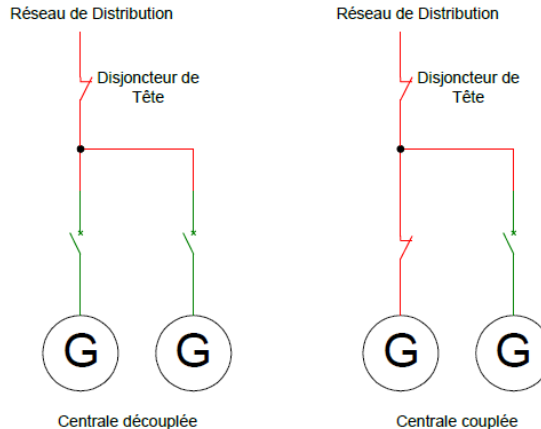 Réseau de Distribution
Disjoncteur de
Tête
G
G
Centrale découplée
Réseau de Distribution
Disjoncteur de
Tête
G
G
Centrale couplée